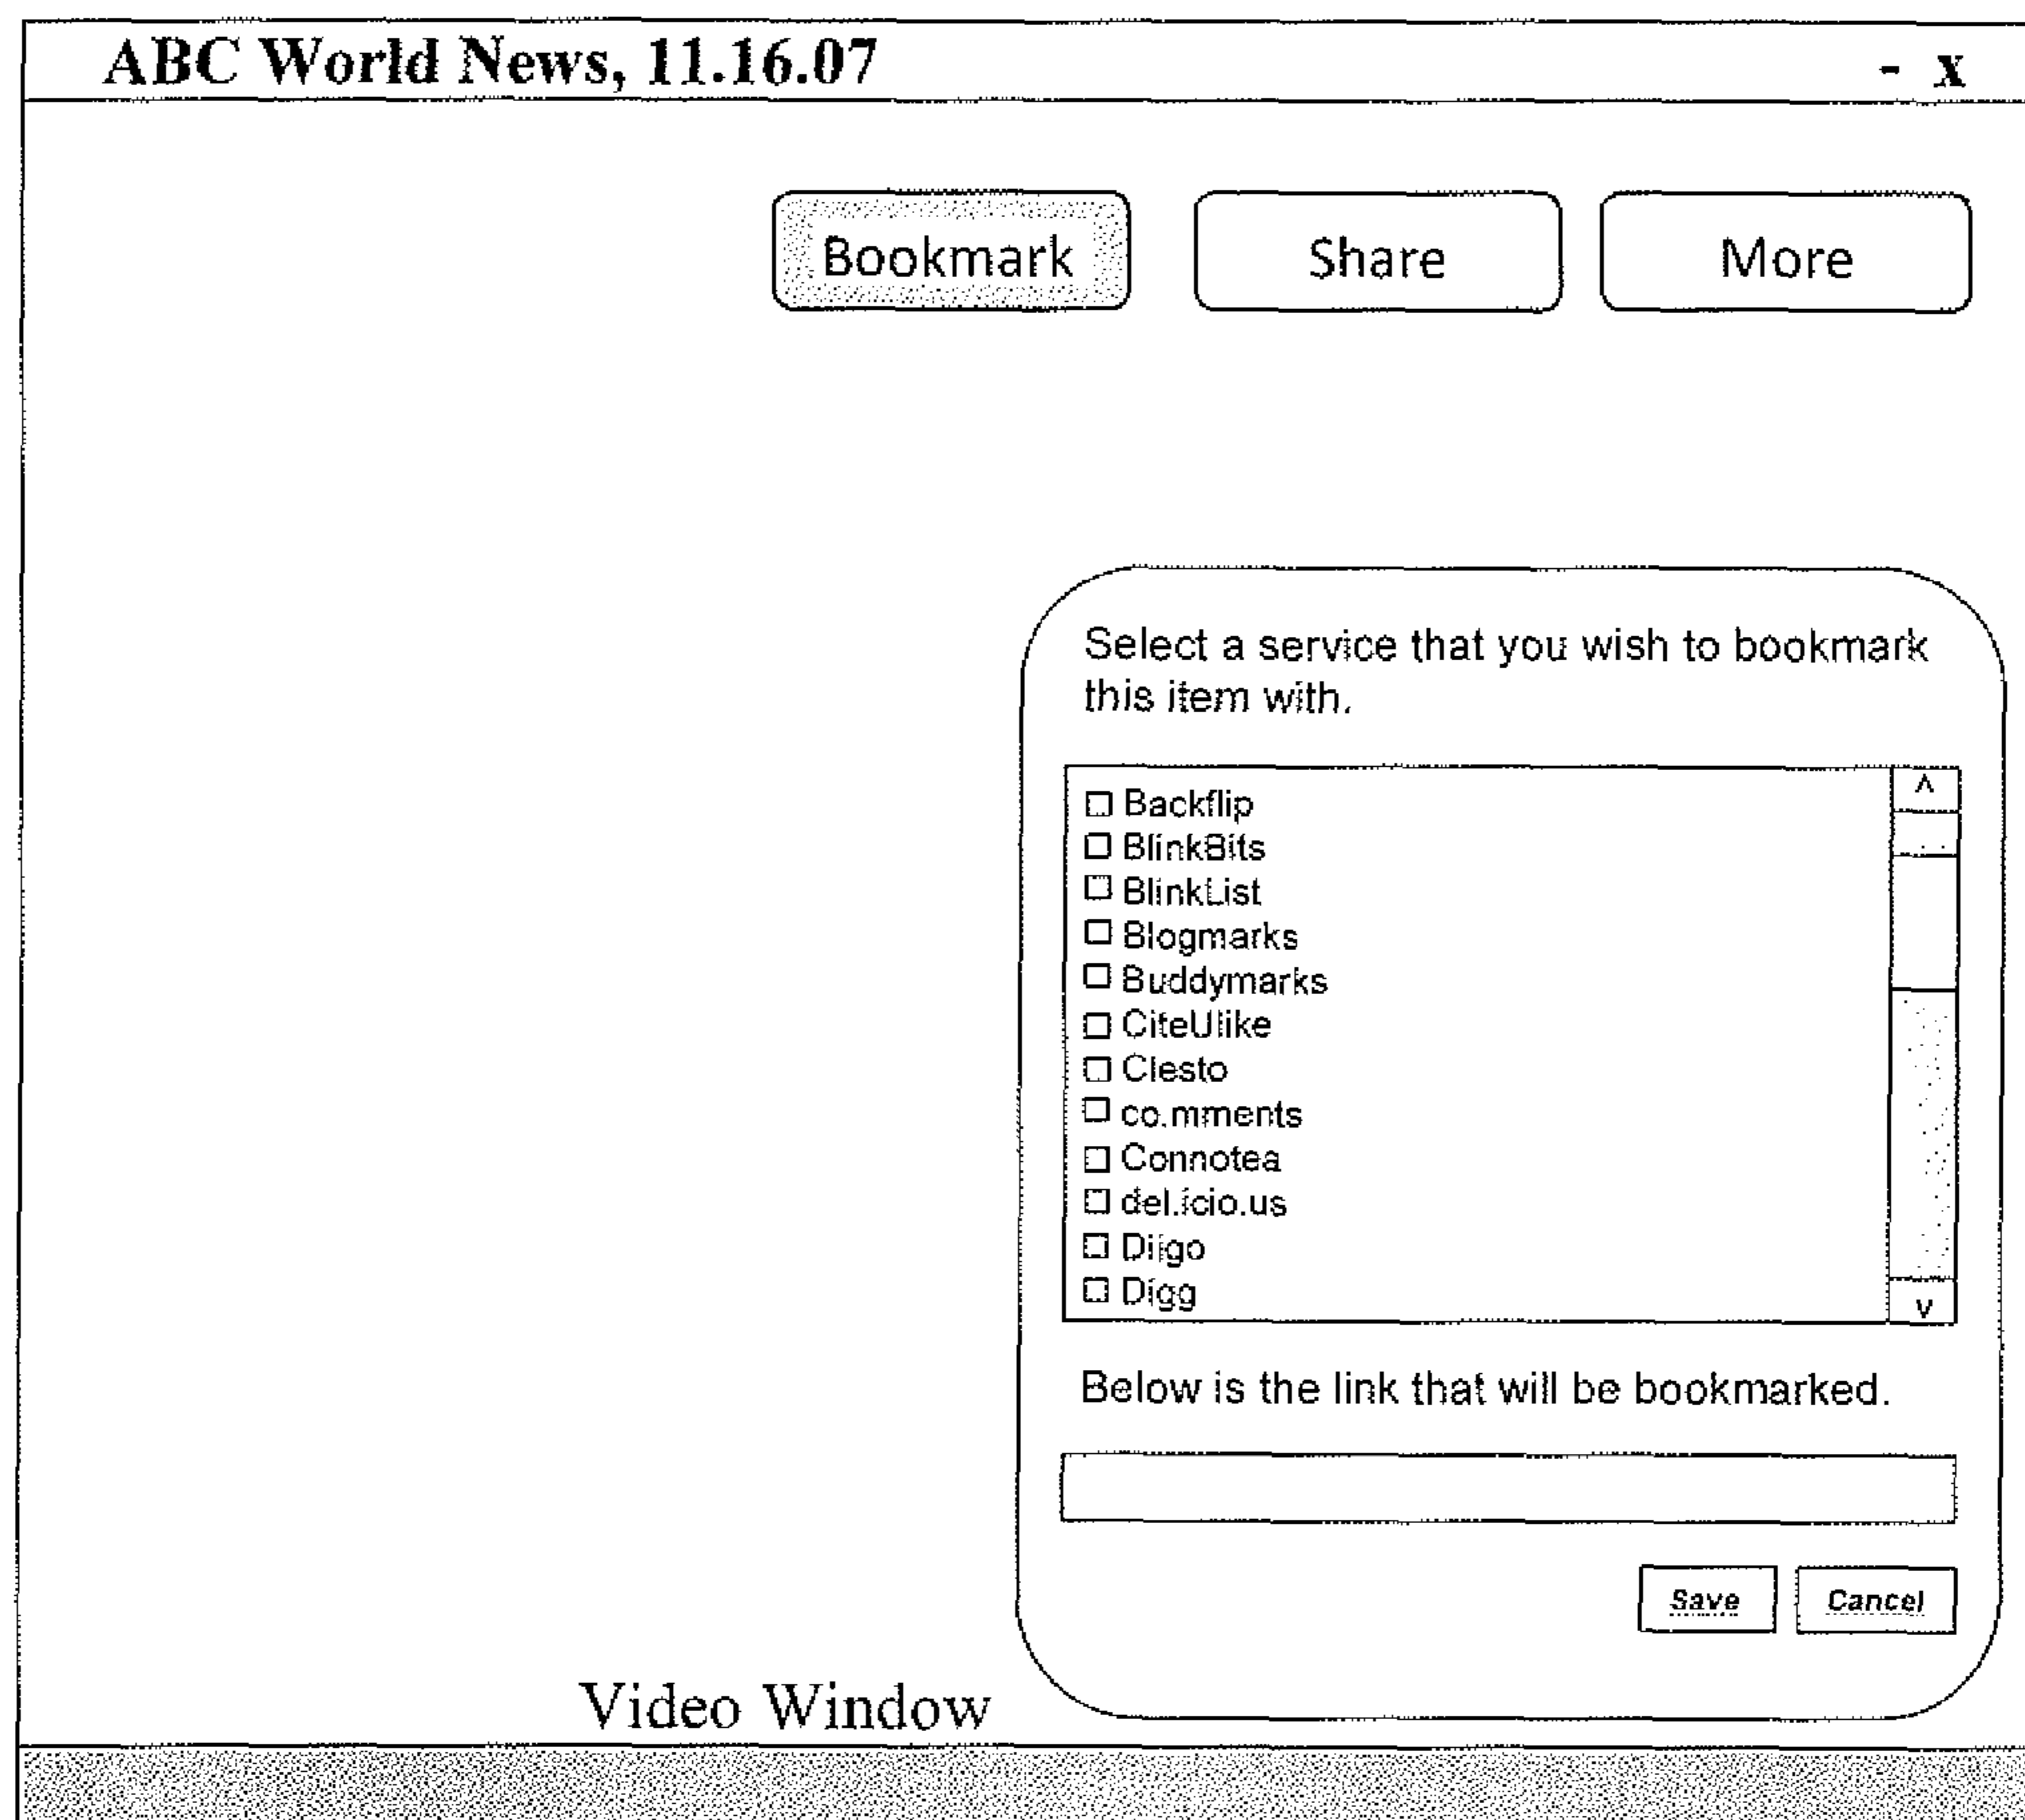 ABC World News, 11.16.07 - x
Bookmark Share More
Select a service that you wish to bookmark
this item with.
^
Backflip
BlinkBits
BlinkList
Blogmarks
Buddymarks
CiteUlike
Clesto
co.mments
Connotea
del.icio.us
Diigo
Digg
v
Below is the link that will be bookmarked.
Save Cancel
Video Window